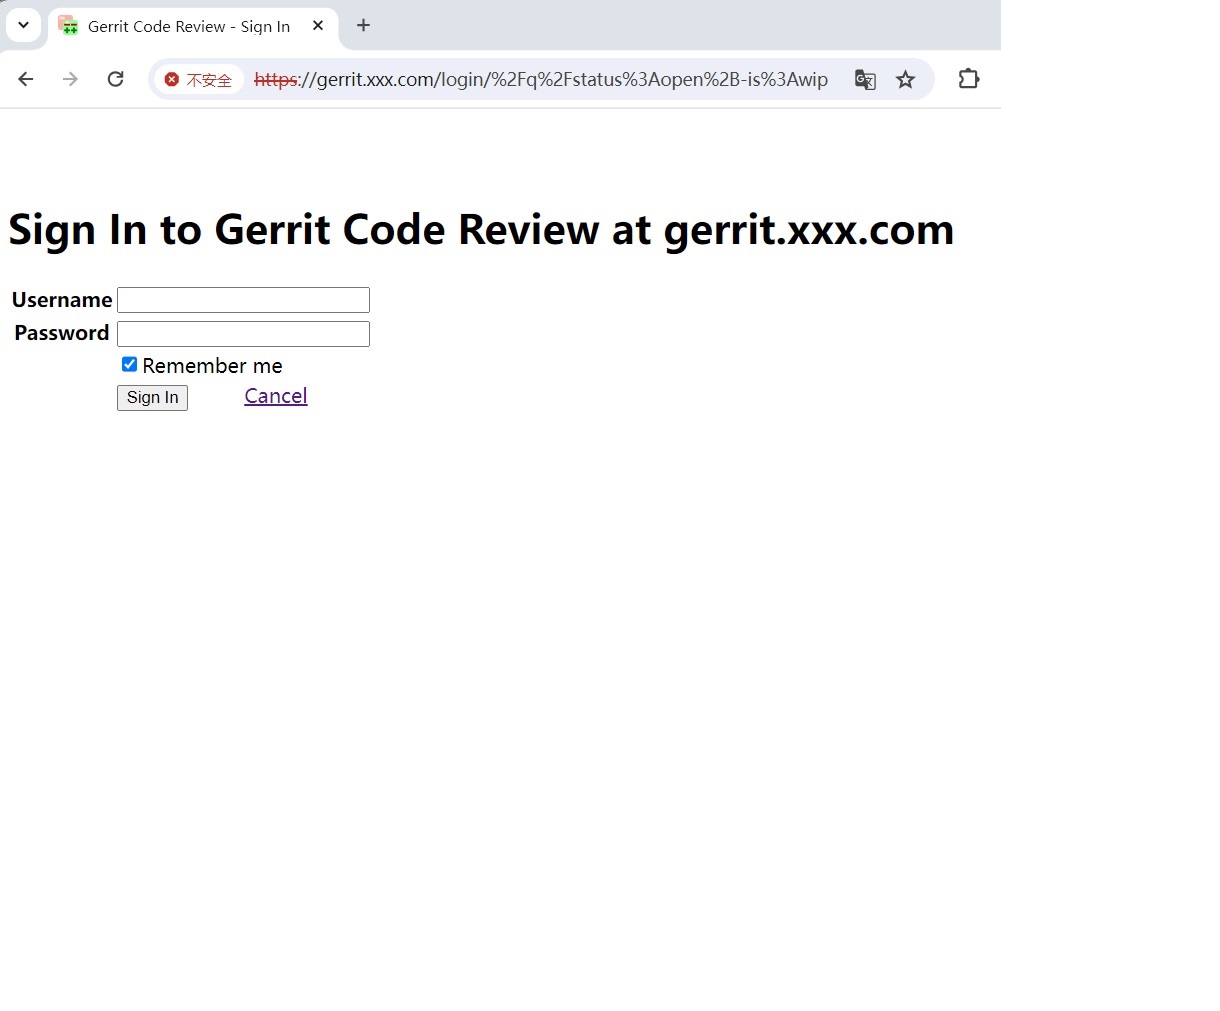 Gerrit Code Review - Sign In
不安全 https://gerrit.xxx.com/login/%2Fq%2Fstatus%3Aopen%2B-is%3Awip
Sign In to Gerrit Code Review at gerrit.xxx.com
Username
Password
Remember me
Sign In Cancel